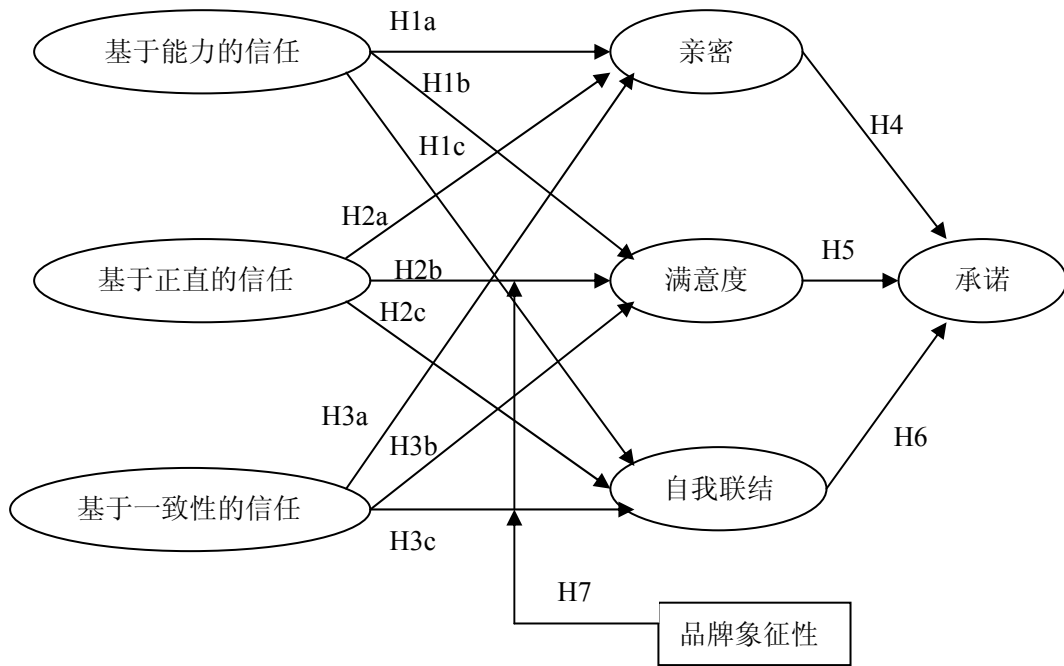 H1a
基于能力的信任
亲密
H1b
H4
H1c
H2a
H2b
H5
基于正直的信任
满意度
承诺
H2c
H3a
H3b
H6
自我联结
基于一致性的信任
H3c
H7
品牌象征性